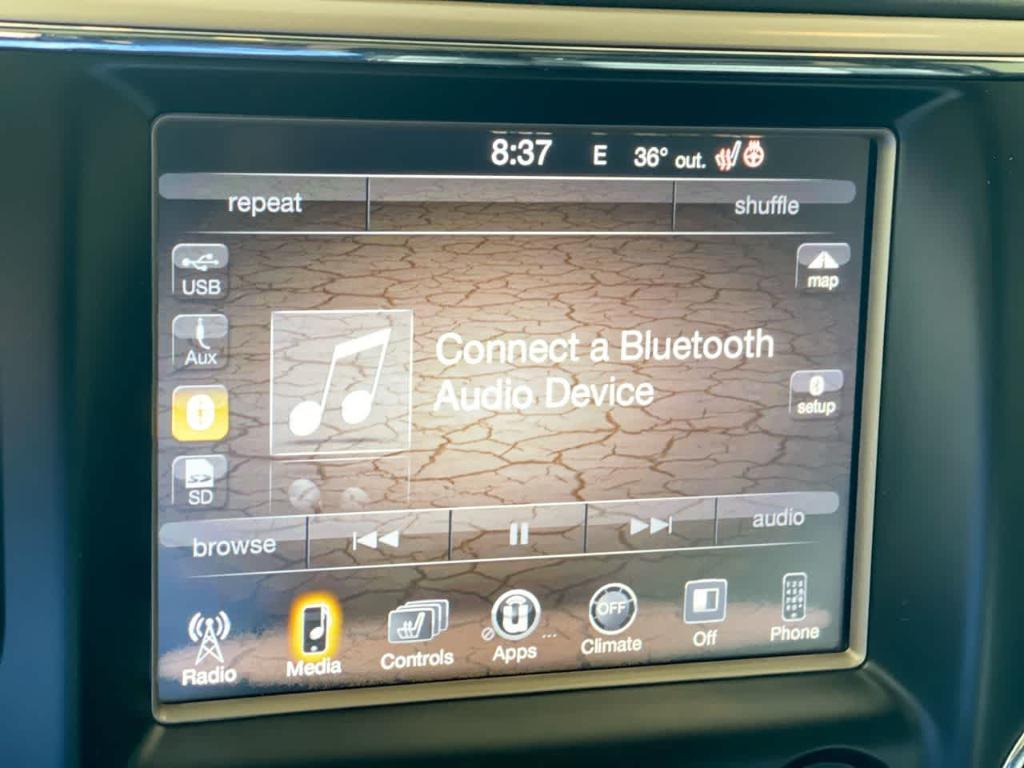 8:37 E 36° out.
repeat shuffle
USB
map
Aux
Connect a Bluetooth
Audio Device
setup
SD
browse audio
OFF
Radio Media Controls Apps ... Climate Off Phone